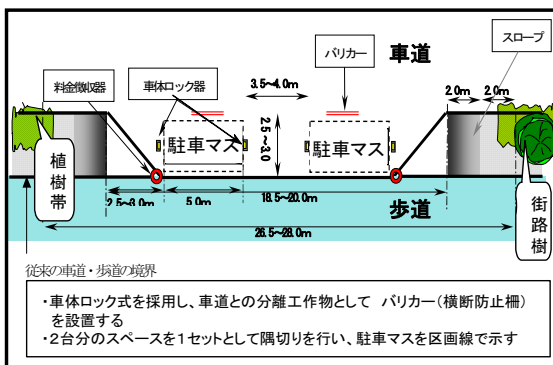 スロープ
バリカー
車道
料金徴収器
車体ロック器
3.5~4.0m
2.0m
2.0m
2.5~3.0
駐車マス
駐車マス
植樹帯
2.5~3.0m
5.0m
18.5~20.0m
歩道
街路樹
26.5~28.0m
従来の車道・歩道の境界
・車体ロック式を採用し、車道との分離工作物として バリカー(横断防止柵)
を設置する
・2台分のスペースを1セットとして隅切りを行い、駐車マスを区画線で示
す